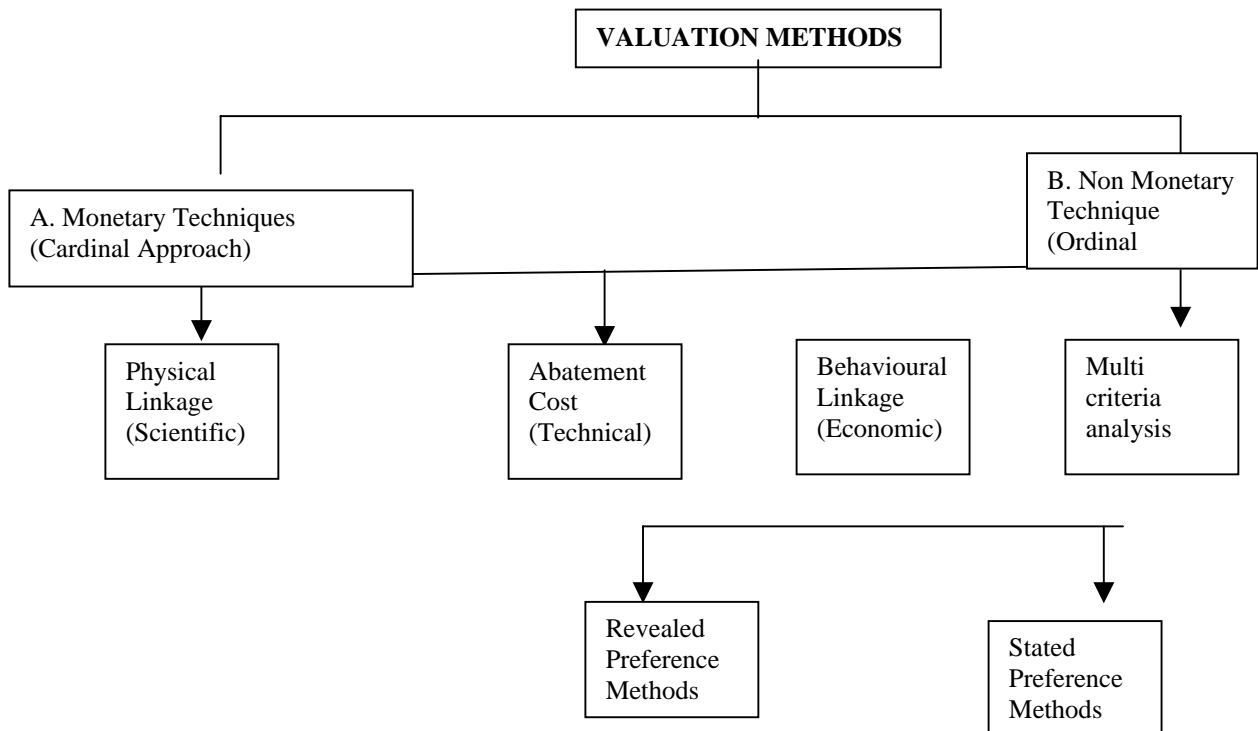 VALUATION METHODS
A. Monetary Techniques
(Cardinal Approach)
B. Non Monetary
Technique
(Ordinal
Physical
Linkage
(Scientific)
Abatement
Cost
(Technical)
Behavioural
Linkage
(Economic)
Multi
criteria
analysis
Revealed
Preference
Methods
Stated
Preference
Methods